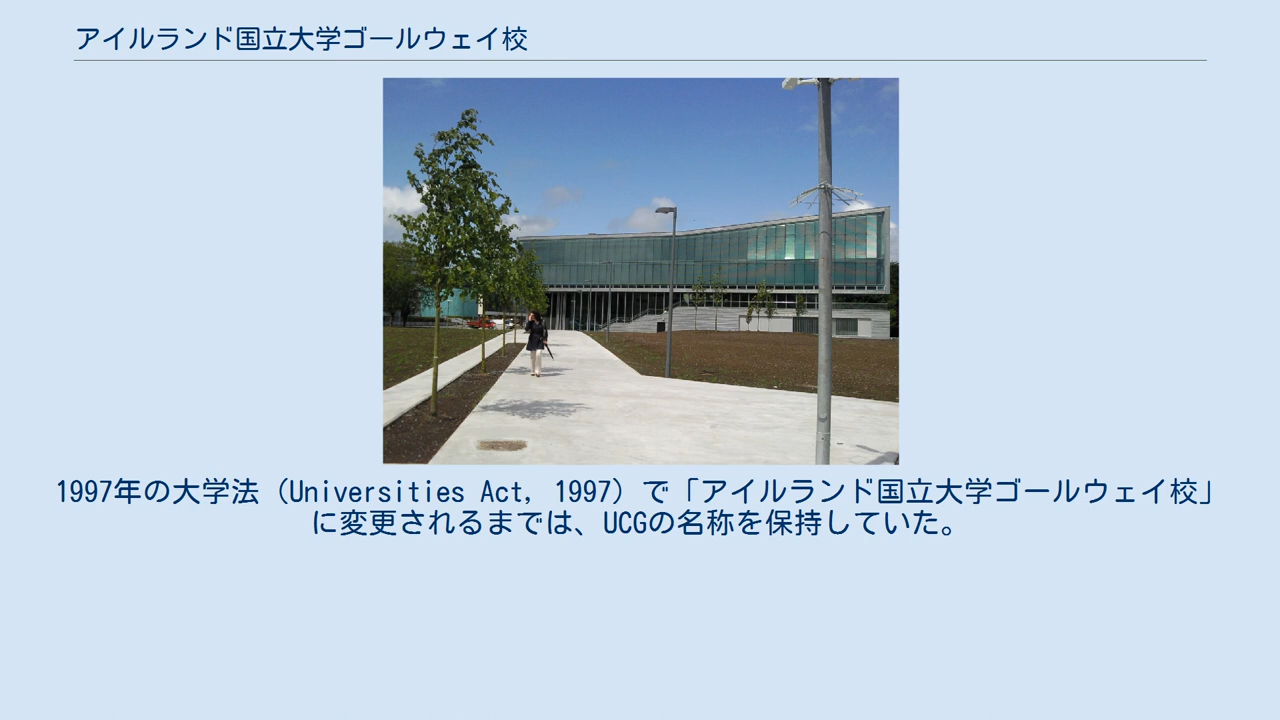 アイルランド国立大学ゴールウェイ校
1997年の大学法（Universities Act, 1997）で「アイルランド国立大学ゴールウェイ校」
に変更されるまでは、UCGの名称を保持していた。